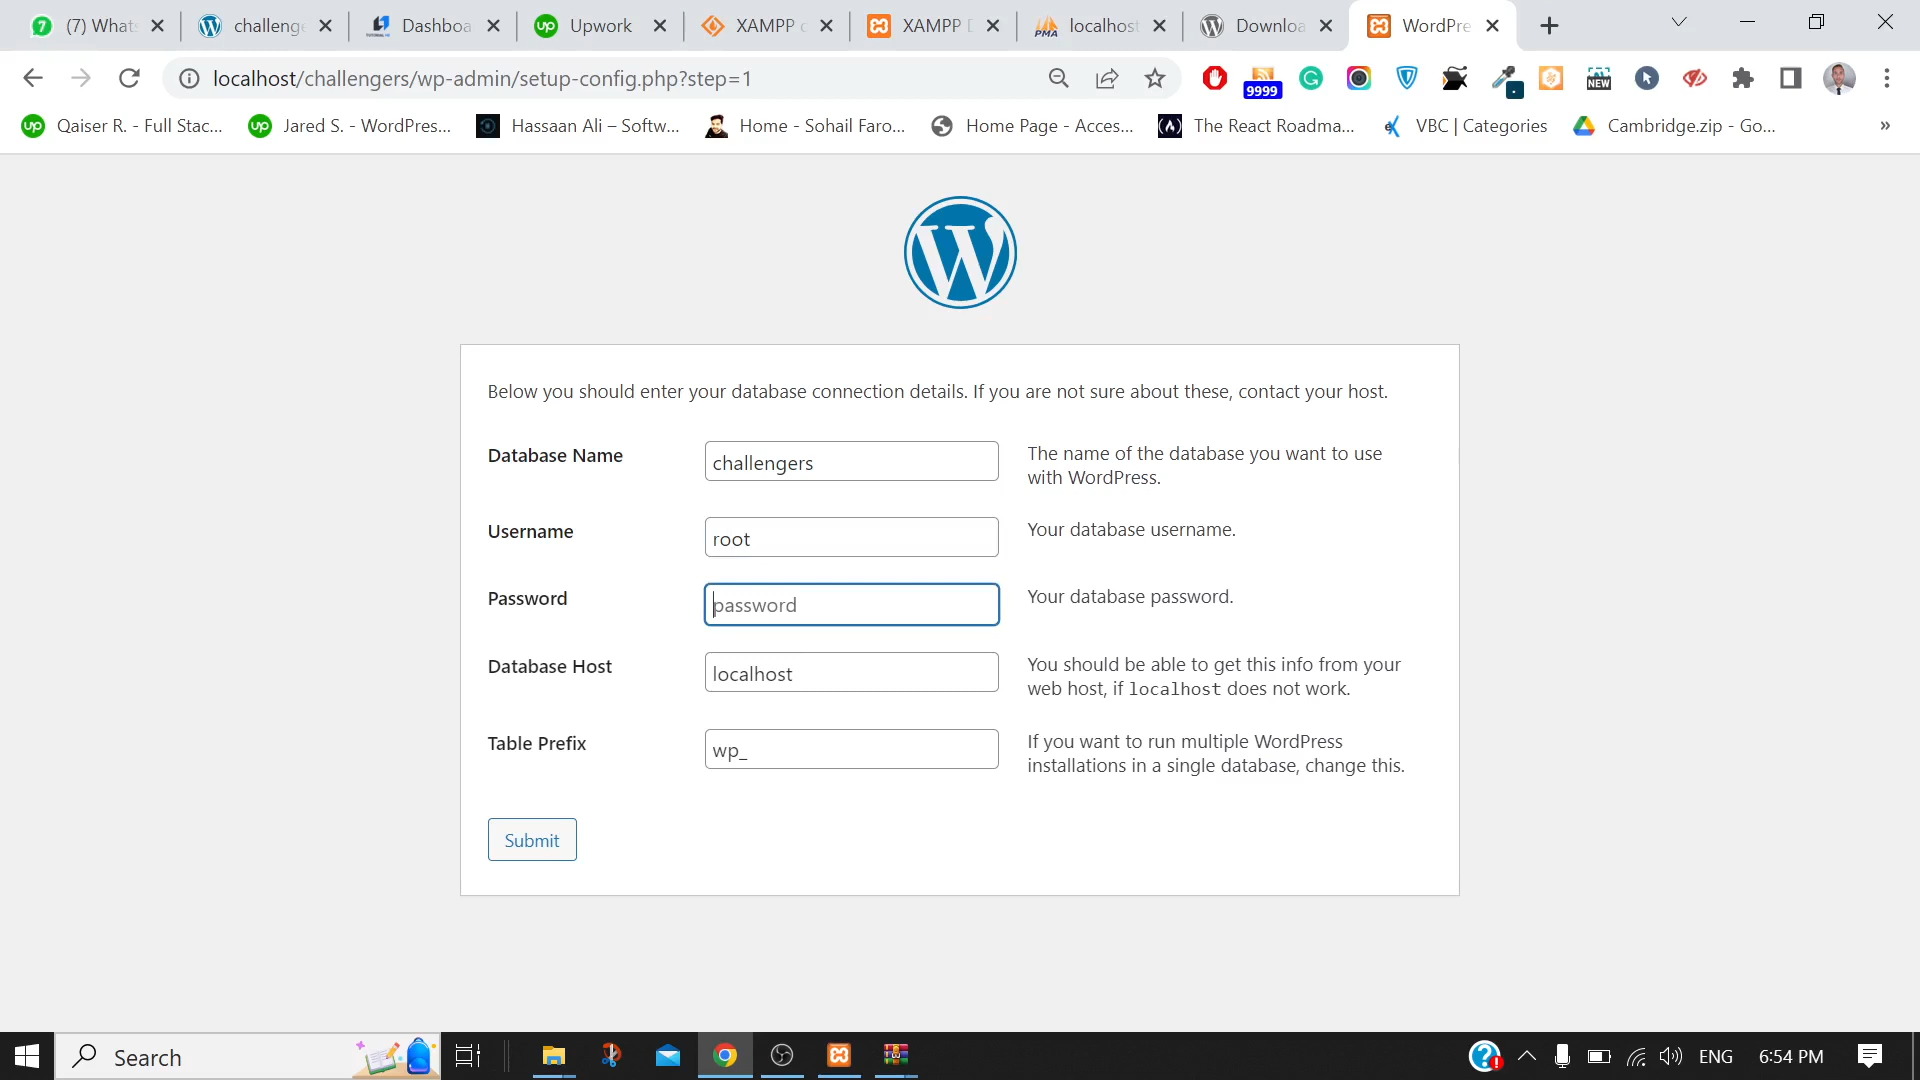 (7) Whats
challenge
Dashboa
Upwork
XAMPP c
XAMPP D
localhost
Downloa
WordPre
localhost/challengers/wp-admin/setup-config.php?step=1
9999
NEW
Qaiser R. - Full Stac...
Jared S. - WordPres...
Hassaan Ali – Softw...
Home - Sohail Faro...
Home Page - Acces...
The React Roadma...
VBC | Categories
Cambridge.zip - Go...
Below you should enter your database connection details. If you are not sure about these, contact your host.
Database Name
challengers
The name of the database you want to use
with WordPress.
Username
root
Your database username.
Password
password
Your database password.
Database Host
localhost
You should be able to get this info from your
web host, if localhost does not work.
Table Prefix
wp_
If you want to run multiple WordPress
installations in a single database, change this.
Submit
Search
ENG
6:54 PM